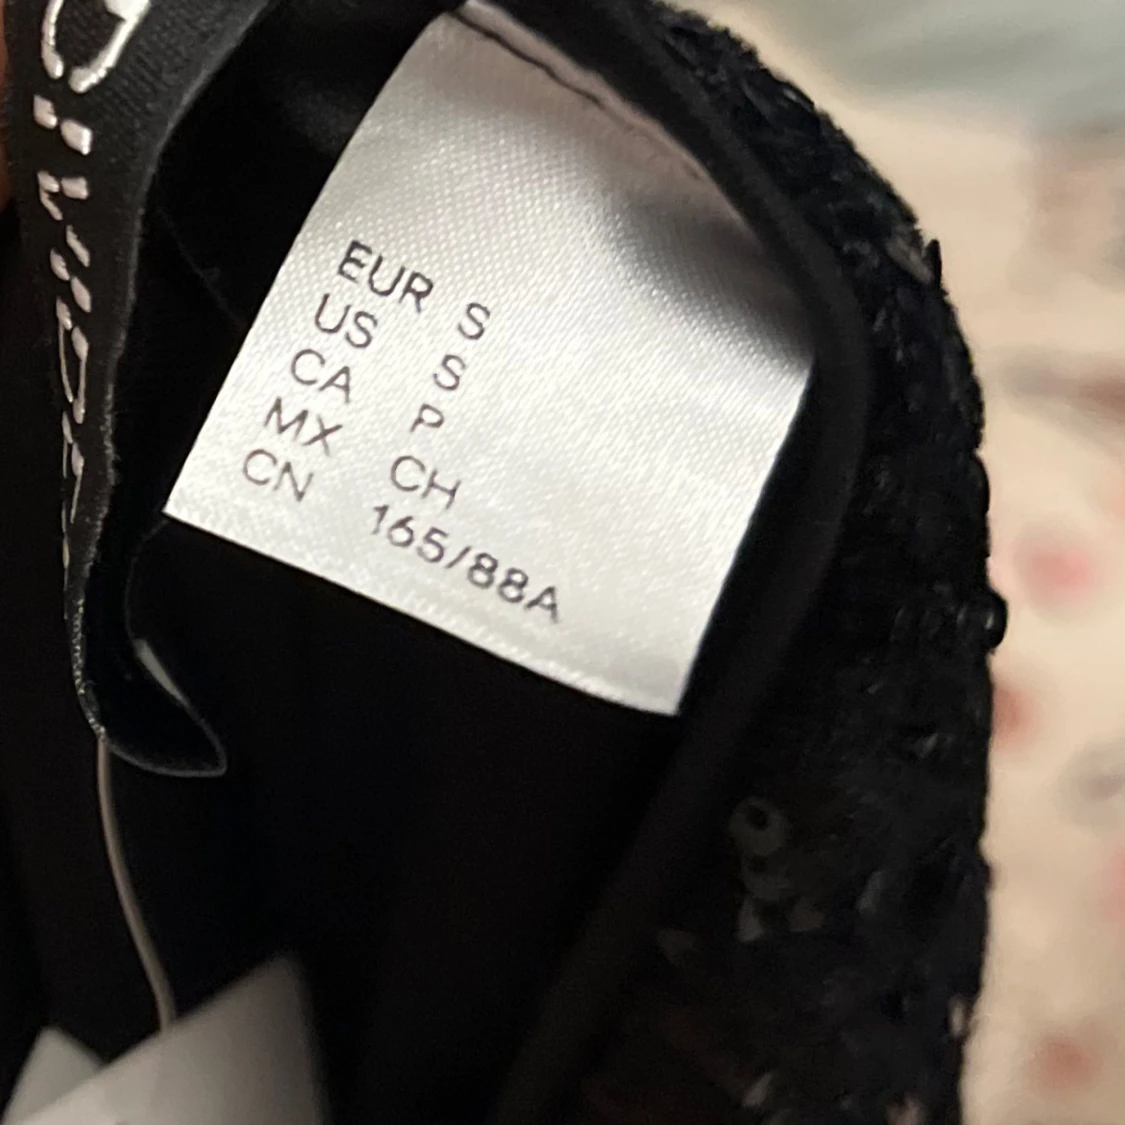 EUR S
US S
CA P
MX CH
CN 165/88A